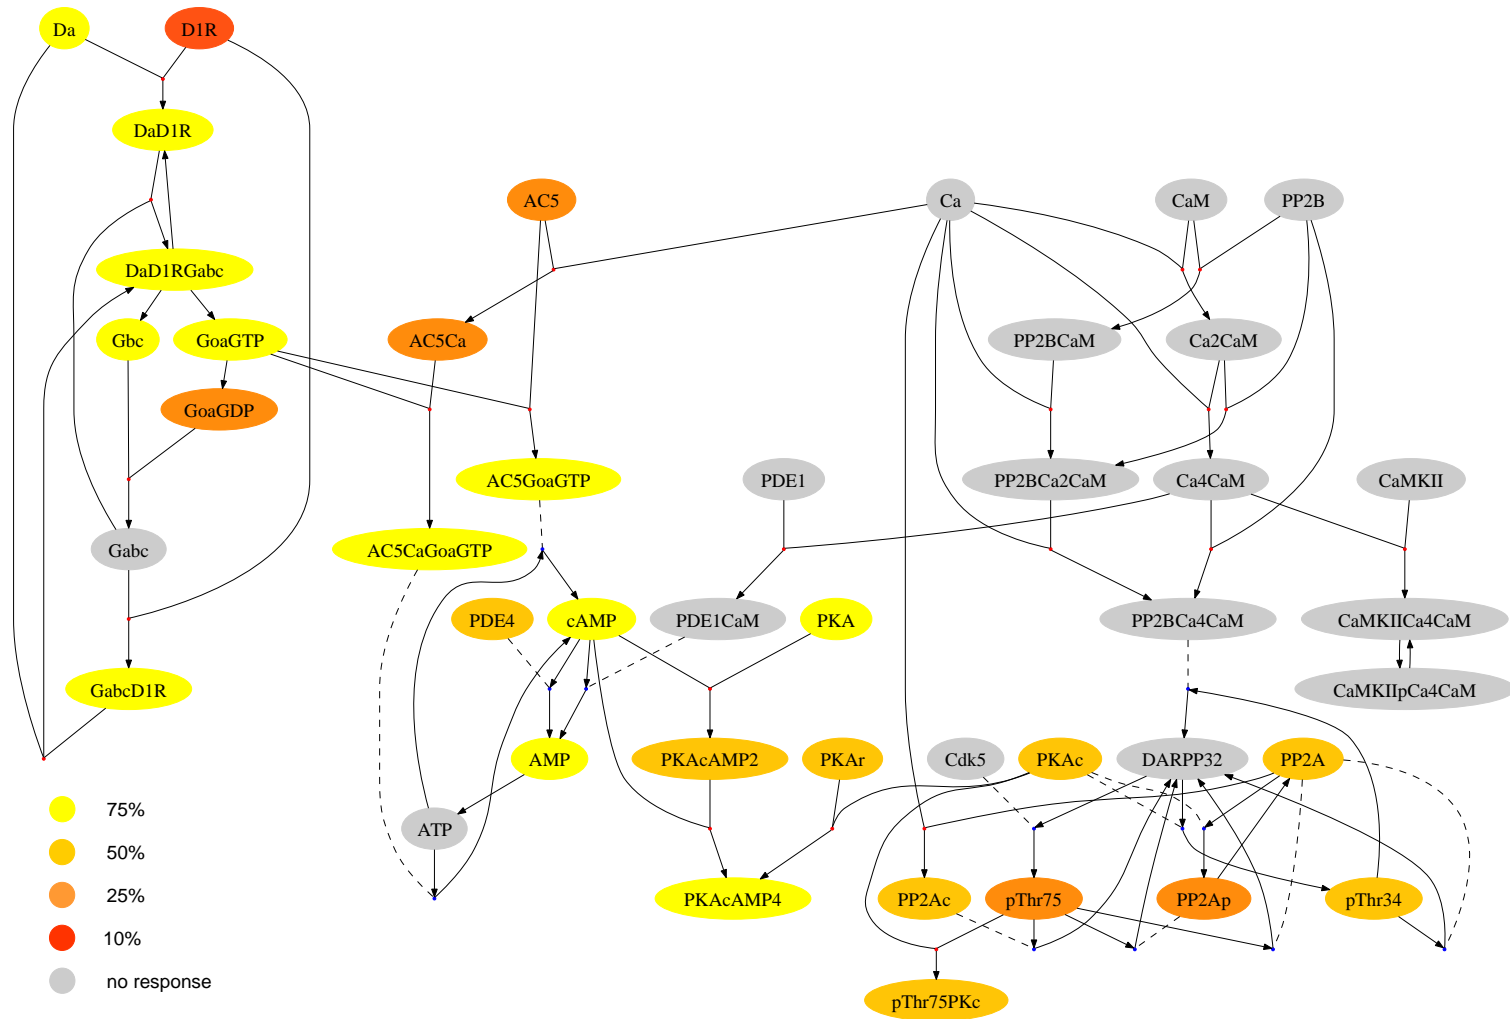 Da
D1R
DaD1R
AC5
Ca
CaM
PP2B
DaD1RGabc
Gbc
GoaGTP
AC5Ca
PP2BCaM
Ca2CaM
GoaGDP
AC5GoaGTP
PDE1
PP2BCa2CaM
Ca4CaM
CaMKII
Gabc
AC5CaGoaGTP
PDE4
cAMP
PDE1CaM
PKA
PP2BCa4CaM
CaMKIICa4CaM
GabcD1R
CaMKIIpCa4CaM
AMP
PKAcAMP2
PKAr
Cdk5
PKAc
DARPP32
PP2A
ATP
PKAcAMP4
PP2Ac
pThr75
PP2Ap
pThr34
pThr75PKc
75%
50%
25%
10%
no response